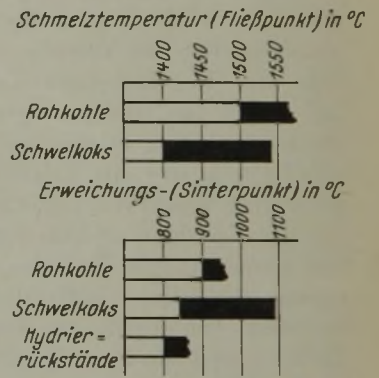 Schmelztemperatur (Fließpunkt) in °C
1400 1450 1500 1550
Rohkohle
Schwelkoks
Erweichungs-(Sinterpunkt) in °C
800 900 1000 1100
Rohkohle
Schwelkoks
Hydrier=
rückstände